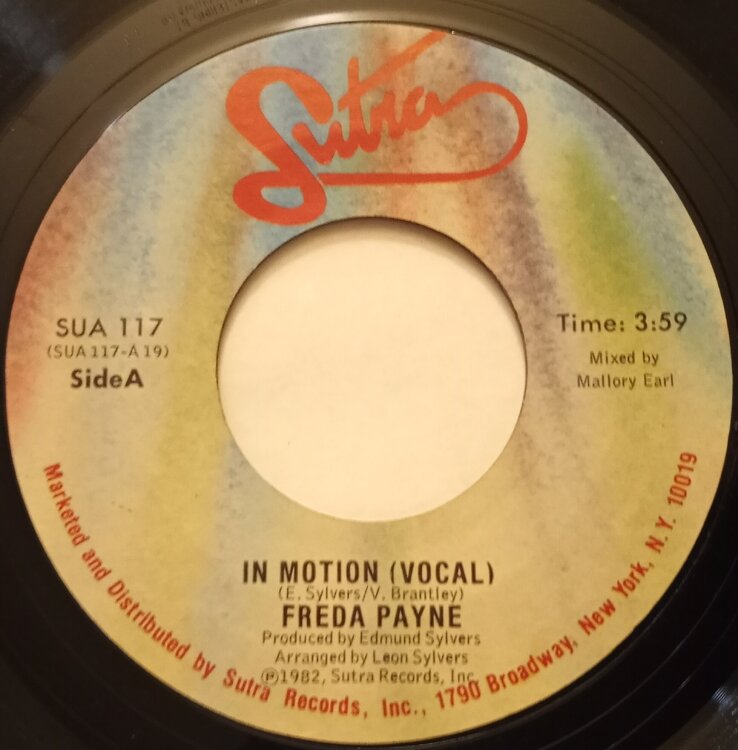 Sutra
SUA 117
(SUA 117-A 19)
Side A
Time: 3:59
Mixed by
Mallory Earl
IN MOTION (VOCAL)
(E. Sylvers/V. Brantley)
FREDA PAYNE
Produced by Edmund Sylvers
Arranged by Leon Sylvers
℗1982, Sutra Records, Inc.
Marketed and Distributed by Sutra Records, Inc., 1790 Broadway, New York, N.Y. 10019